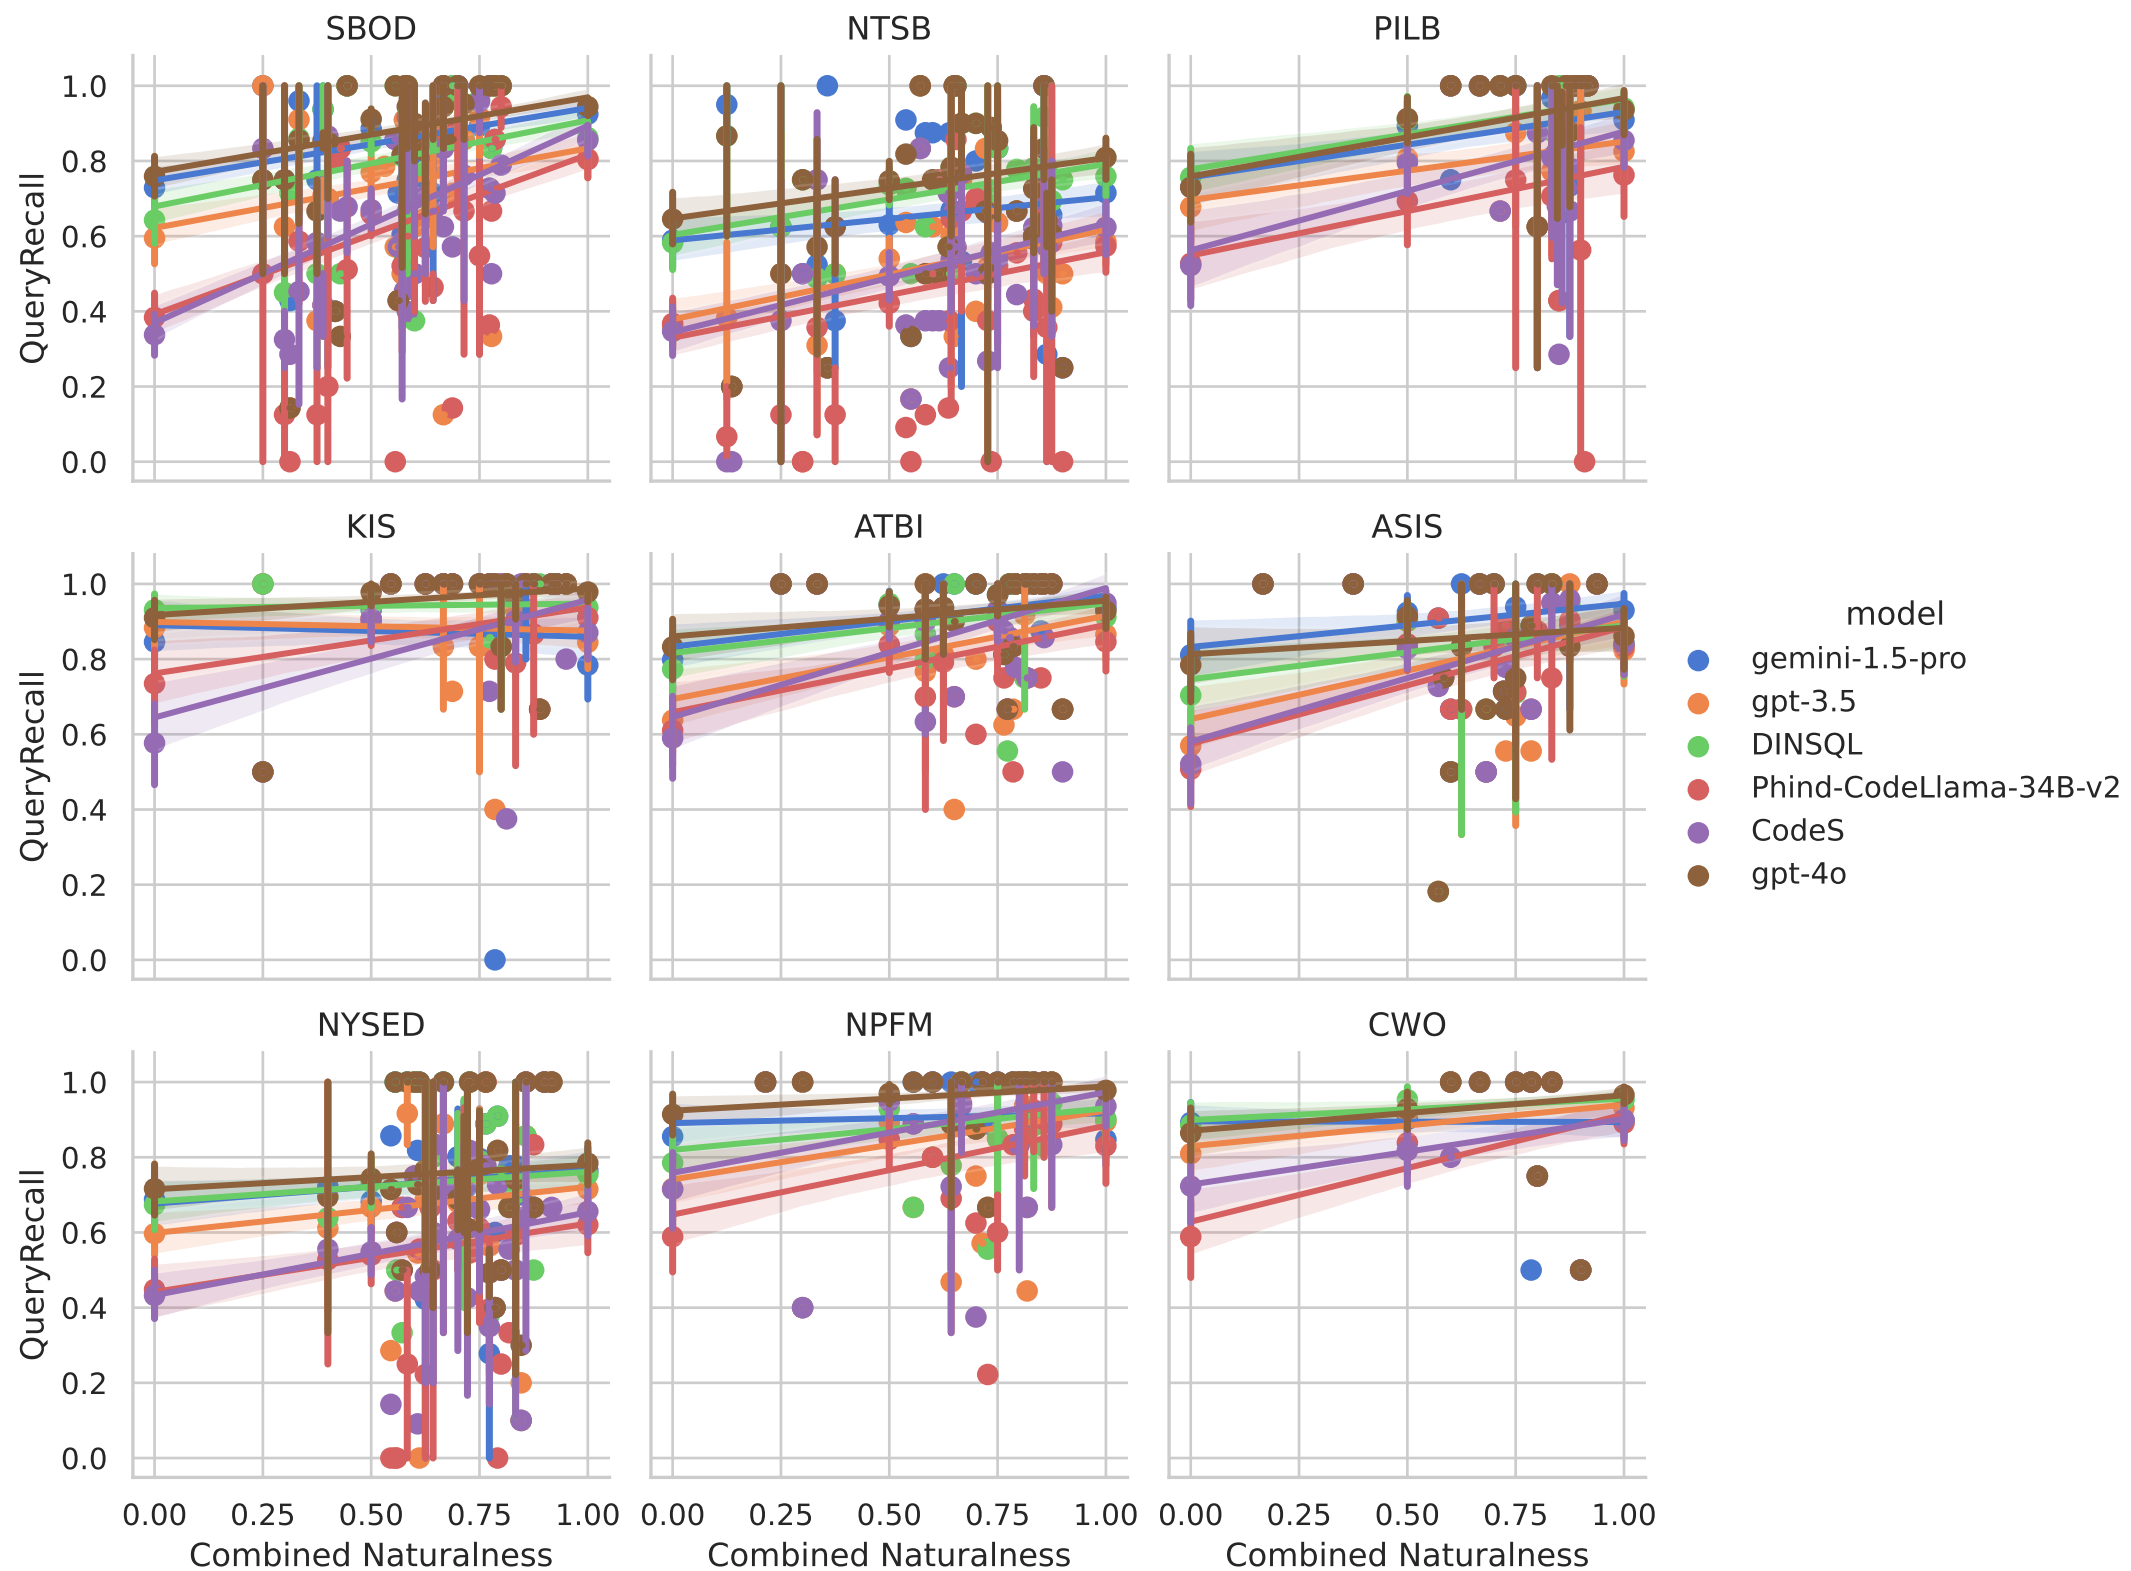 SBOD NTSB PILB
QueryRecall
1.0
0.8
0.6
0.4
0.2
0.0
KIS ATBI ASIS
QueryRecall
1.0
0.8
0.6
0.4
0.2
0.0
model
gemini-1.5-pro
gpt-3.5
DINSQL
Phind-CodeLlama-34B-v2
CodeS
gpt-4o
NYSED NPFM CWO
QueryRecall
1.0
0.8
0.6
0.4
0.2
0.0
0.00 0.25 0.50 0.75 1.00 0.00 0.25 0.50 0.75 1.00 0.00 0.25 0.50 0.75 1.00
Combined Naturalness Combined Naturalness Combined Naturalness